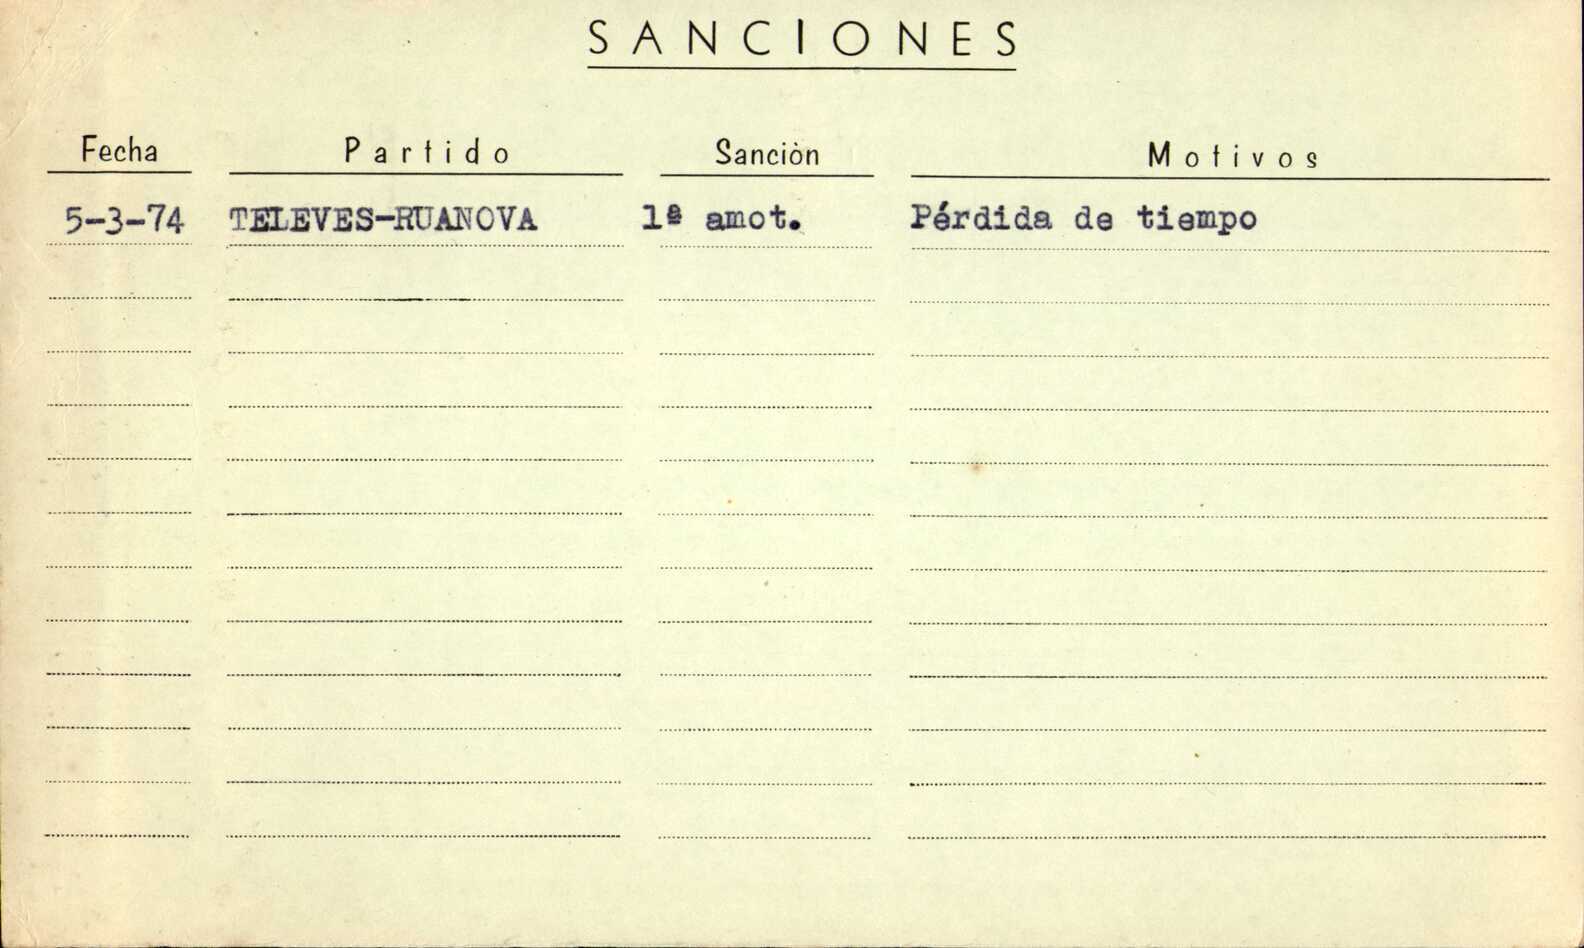 SANCIONES
Fecha Partido Sanciòn Motivos
5-3-74 TELEVES-RUANOVA 1ª amot. Pérdida de tiempo